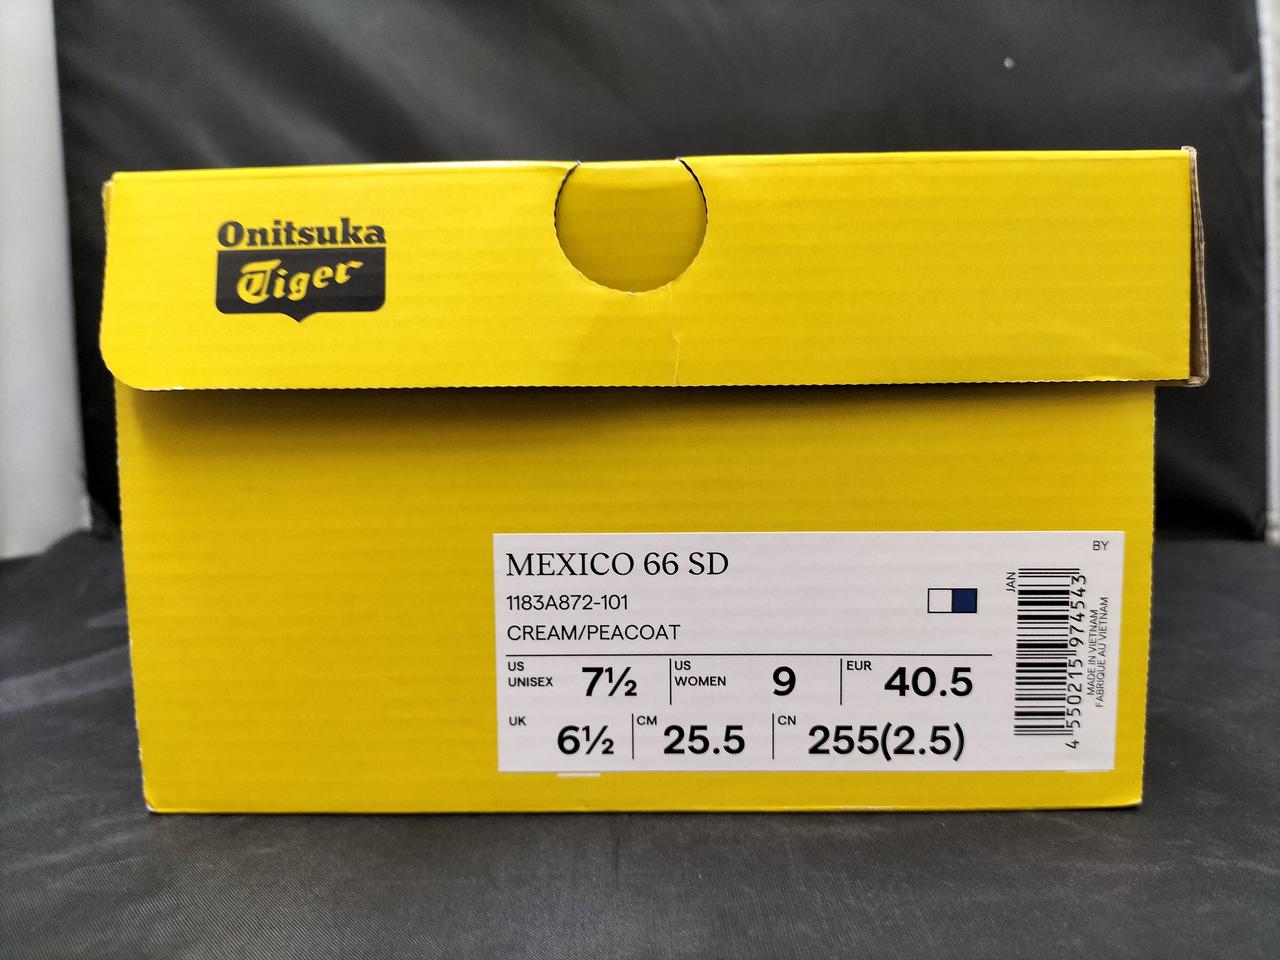 Onitsuka
Tiger
MEXICO 66 SD
1183A872-101
CREAM/PEACOAT
US UNISEX 7½ US WOMEN 9 EUR 40.5
UK 6½ CM 25.5 CN 255(2.5)
BY
JAN
4 550215 974543
MADE IN VIETNAM
FABRIQUE AU VIETNAM